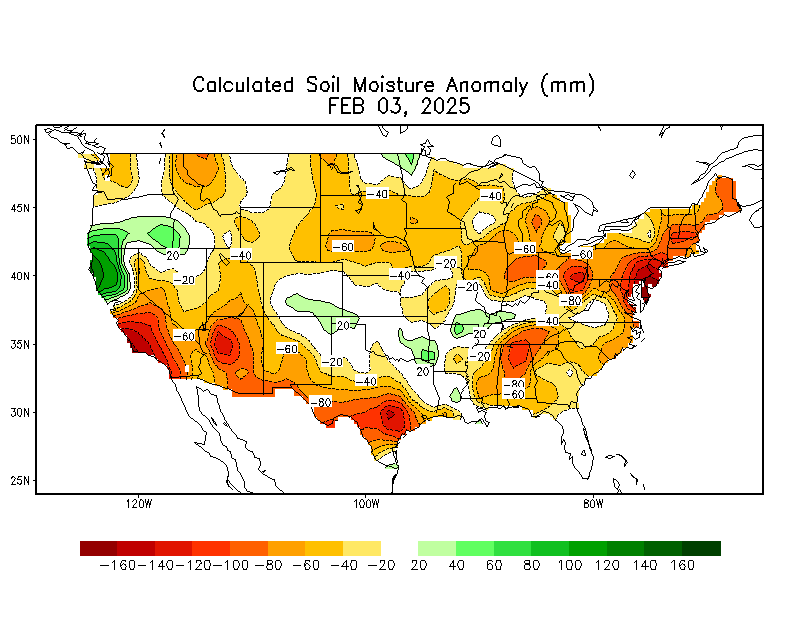 Calculated Soil Moisture Anomaly (mm)
FEB 03, 2025
50N
45N
40N
35N
30N
25N
120W 100W 80W
-40 -40
-60 -60 -60
20 -40
-20 -40 -20 -20
-60 -40
-80
-60 20 -40
-60 -20 -20
-40 20
-80 -80
-60
-160 -140 -120 -100 -80 -60 -40 -20 20 40 60 80 100 120 140 160